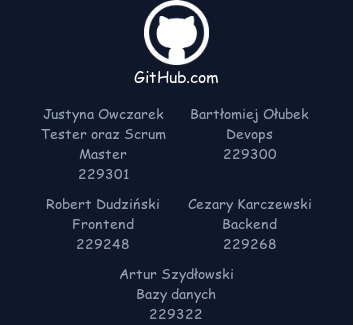 GitHub.com
Justyna Owczarek
Tester oraz Scrum
Master
229301
Bartłomiej Ołubek
Devops
229300
Robert Dudziński
Frontend
229248
Cezary Karczewski
Backend
229268
Artur Szydłowski
Bazy danych
229322